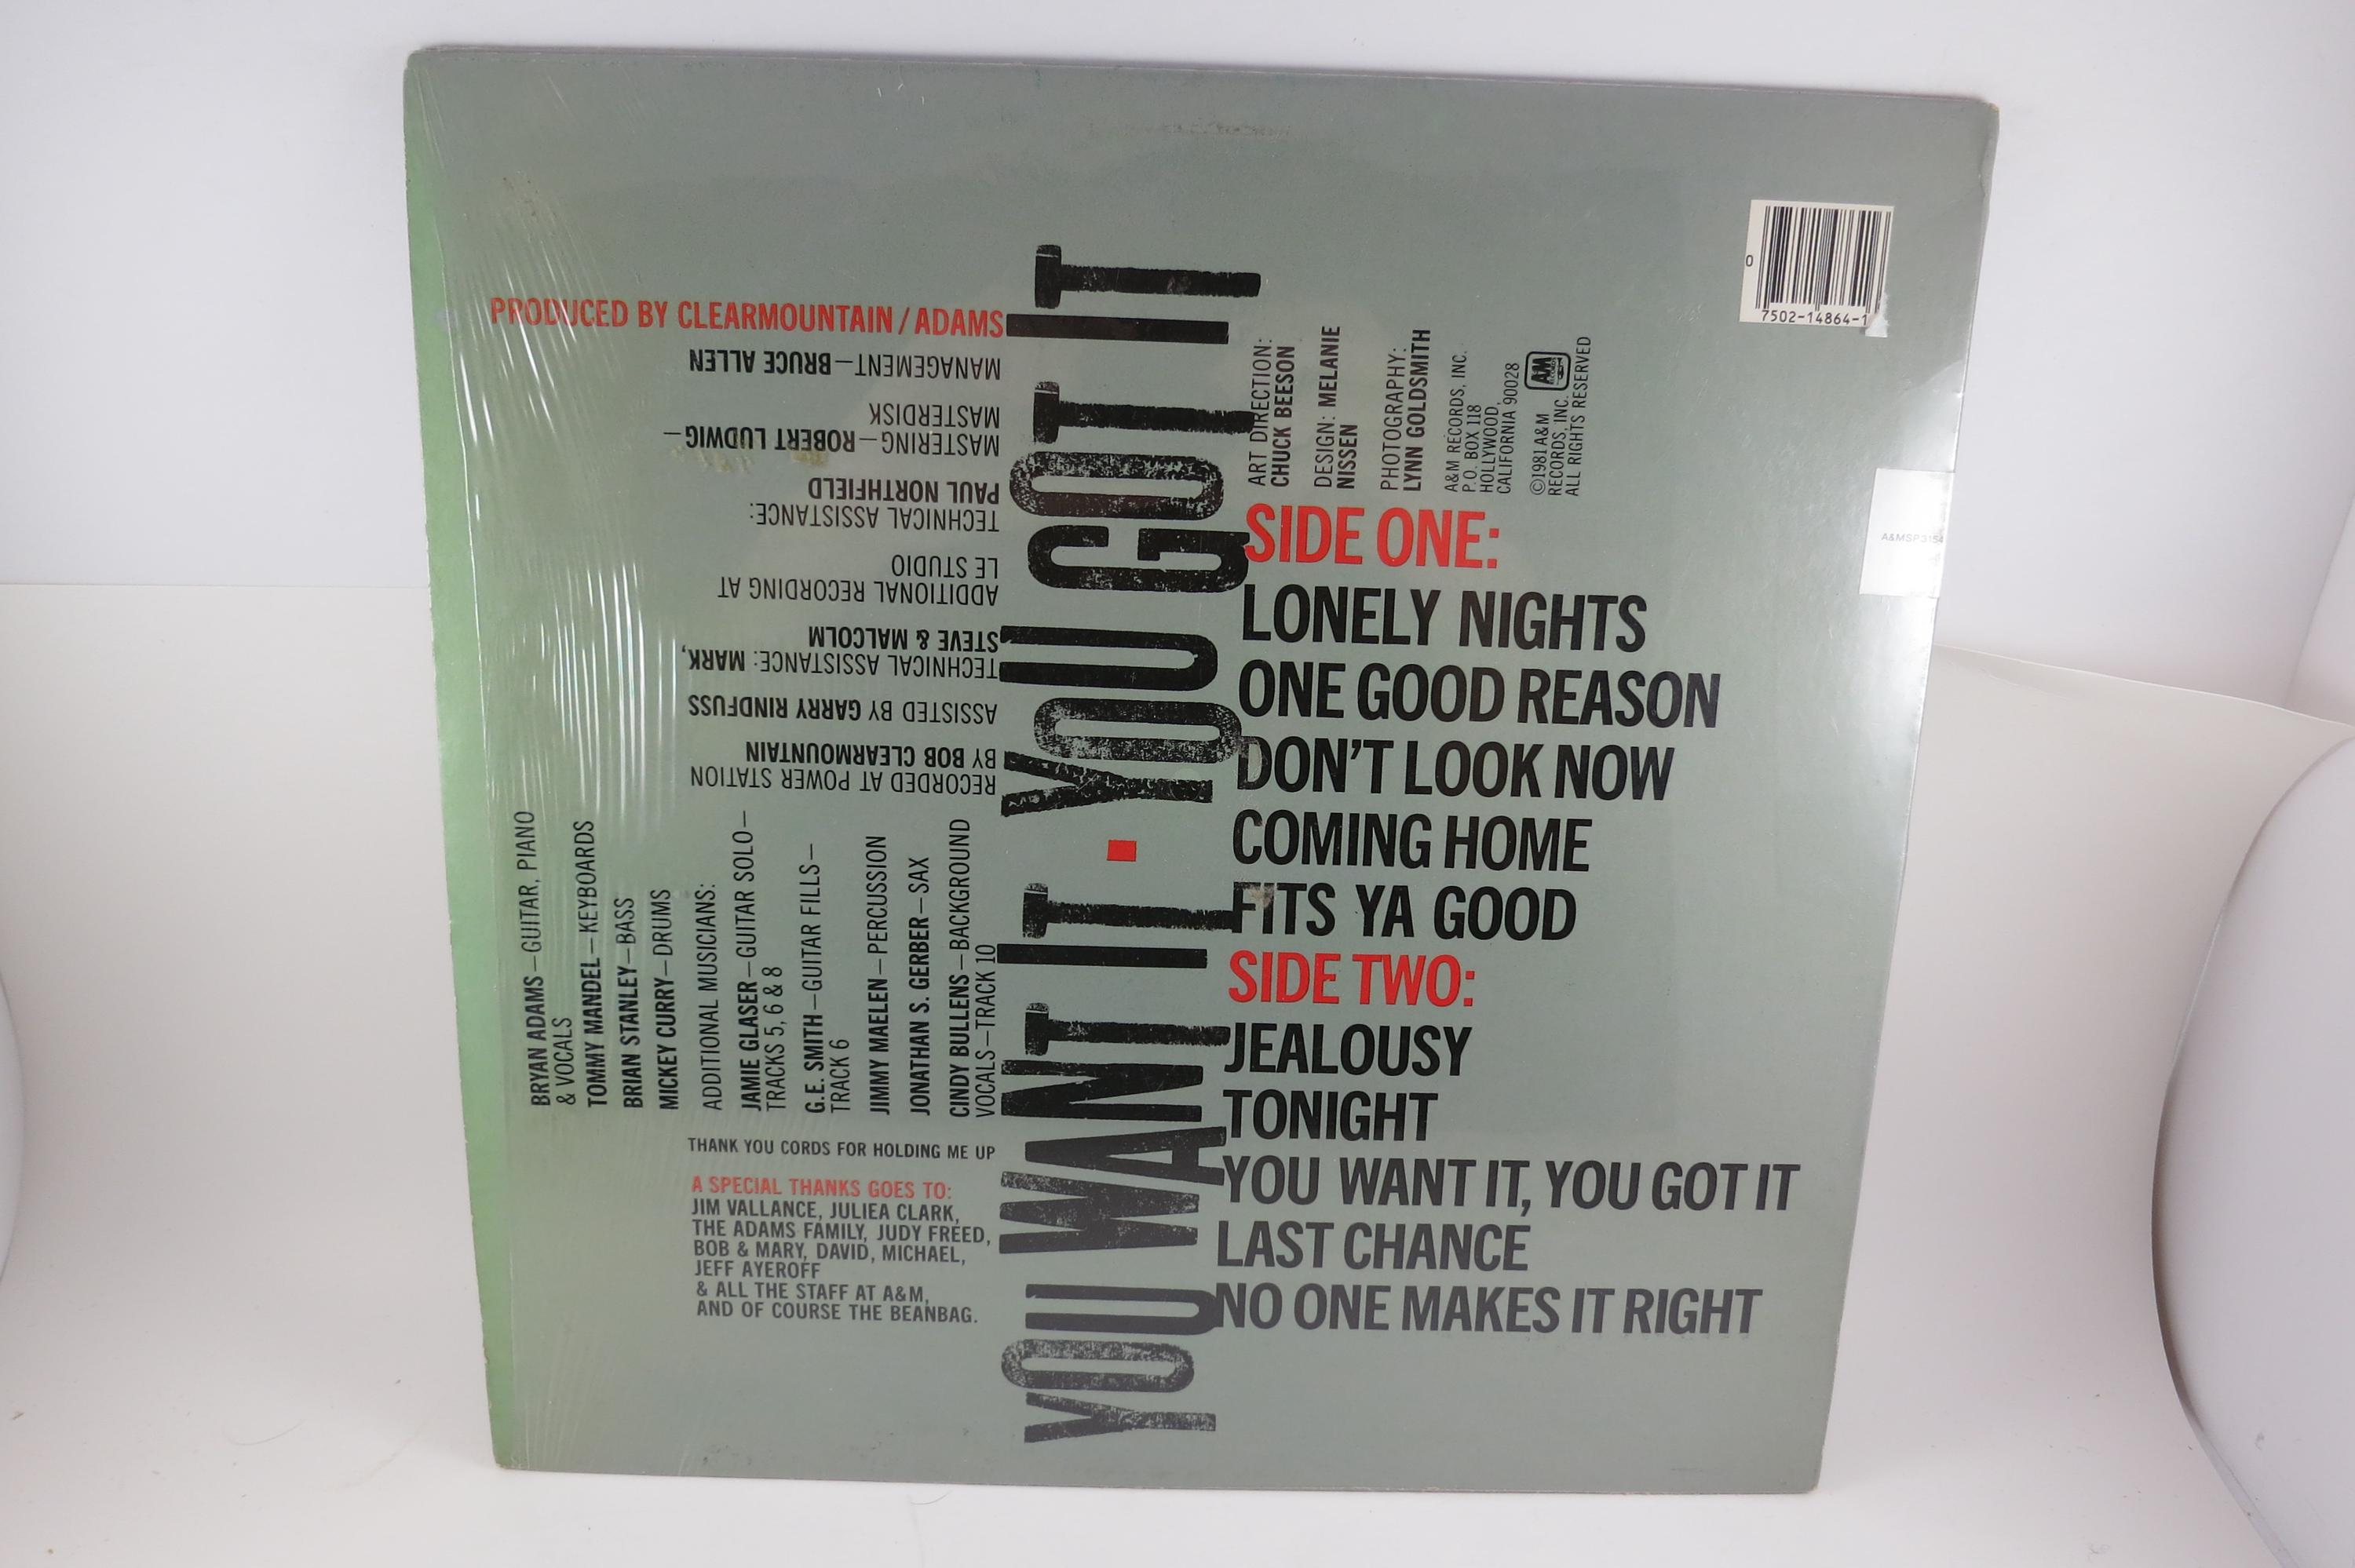 PRODUCED BY CLEARMOUNTAIN / ADAMS
MANAGEMENT—BRUCE ALLEN
MASTERING—ROBERT LUDWIG—
MASTERDISK
TECHNICAL ASSISTANCE:
PAUL NORTHFIELD
ADDITIONAL RECORDING AT
LE STUDIO
TECHNICAL ASSISTANCE: MARK,
STEVE & MALCOLM
ASSISTED BY GARRY RINDFUSS
RECORDED AT POWER STATION
BY BOB CLEARMOUNTAIN
BRYAN ADAMS—GUITAR, PIANO
& VOCALS
TOMMY MANDEL—KEYBOARDS
BRIAN STANLEY—BASS
MICKEY CURRY—DRUMS
ADDITIONAL MUSICIANS:
JAMIE GLASER—GUITAR SOLO—
TRACKS 5, 6 & 8
G.E. SMITH—GUITAR FILLS—
TRACK 6
JIMMY MAELEN—PERCUSSION
JONATHAN S. GERBER—SAX
CINDY BULLENS—BACKGROUND
VOCALS—TRACK 10
THANK YOU CORDS FOR HOLDING ME UP
A SPECIAL THANKS GOES TO:
JIM VALLANCE, JULIEA CLARK,
THE ADAMS FAMILY, JUDY FREED,
BOB & MARY, DAVID, MICHAEL,
JEFF AYEROFF
& ALL THE STAFF AT A&M,
AND OF COURSE THE BEANBAG.
YOU WANT IT · YOU GOT IT
ART DIRECTION:
CHUCK BEESON
DESIGN: MELANIE
NISSEN
PHOTOGRAPHY:
LYNN GOLDSMITH
A&M RECORDS, INC.
P.O. BOX 118
HOLLYWOOD,
CALIFORNIA 90028
©1981 A&M
RECORDS, INC.
ALL RIGHTS RESERVED
AM
SIDE ONE:
LONELY NIGHTS
ONE GOOD REASON
DON'T LOOK NOW
COMING HOME
FITS YA GOOD
SIDE TWO:
JEALOUSY
TONIGHT
YOU WANT IT, YOU GOT IT
LAST CHANCE
NO ONE MAKES IT RIGHT
0
7502-14864-1
A&MSP3154